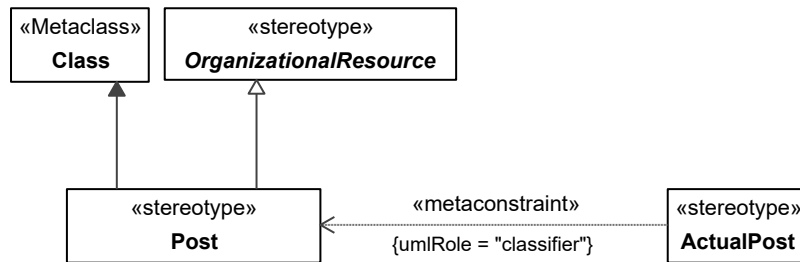 «Metaclass»
Class
«stereotype»
OrganizationalResource
«stereotype»
Post
«metaconstraint»
{umlRole = "classifier"}
«stereotype»
ActualPost